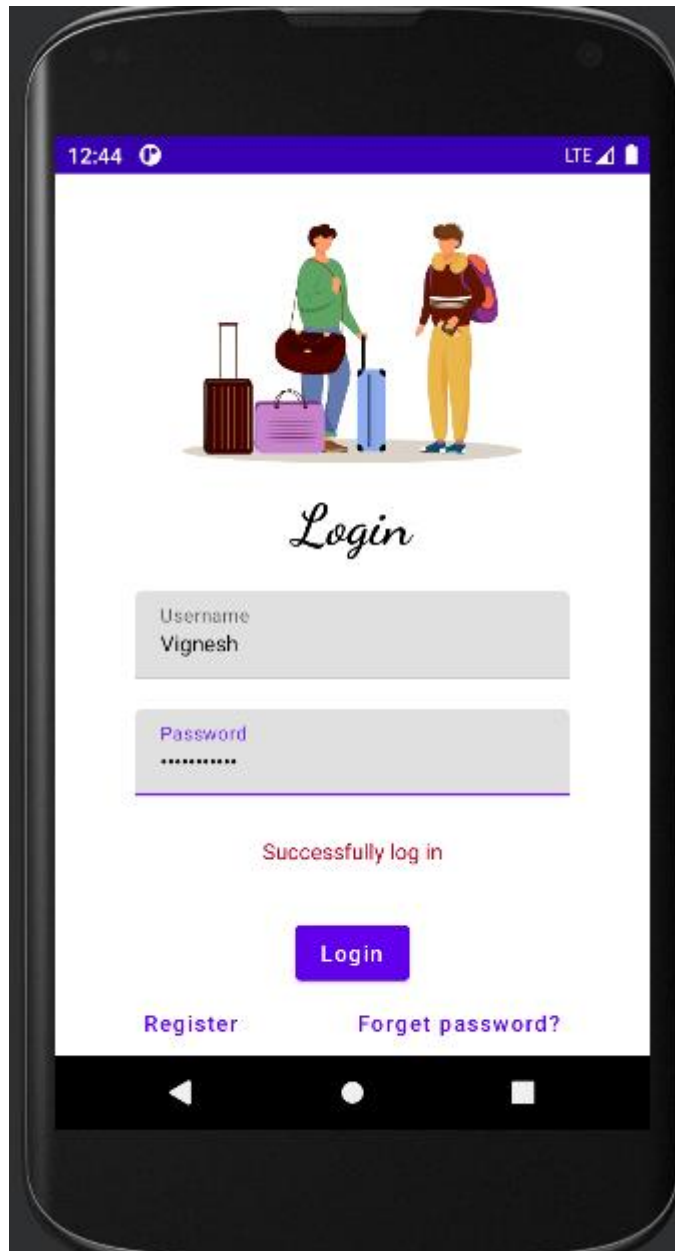 12:44 LTE
Login
Username
Vignesh
Password
•••••••••••
Successfully log in
Login
Register Forget password?